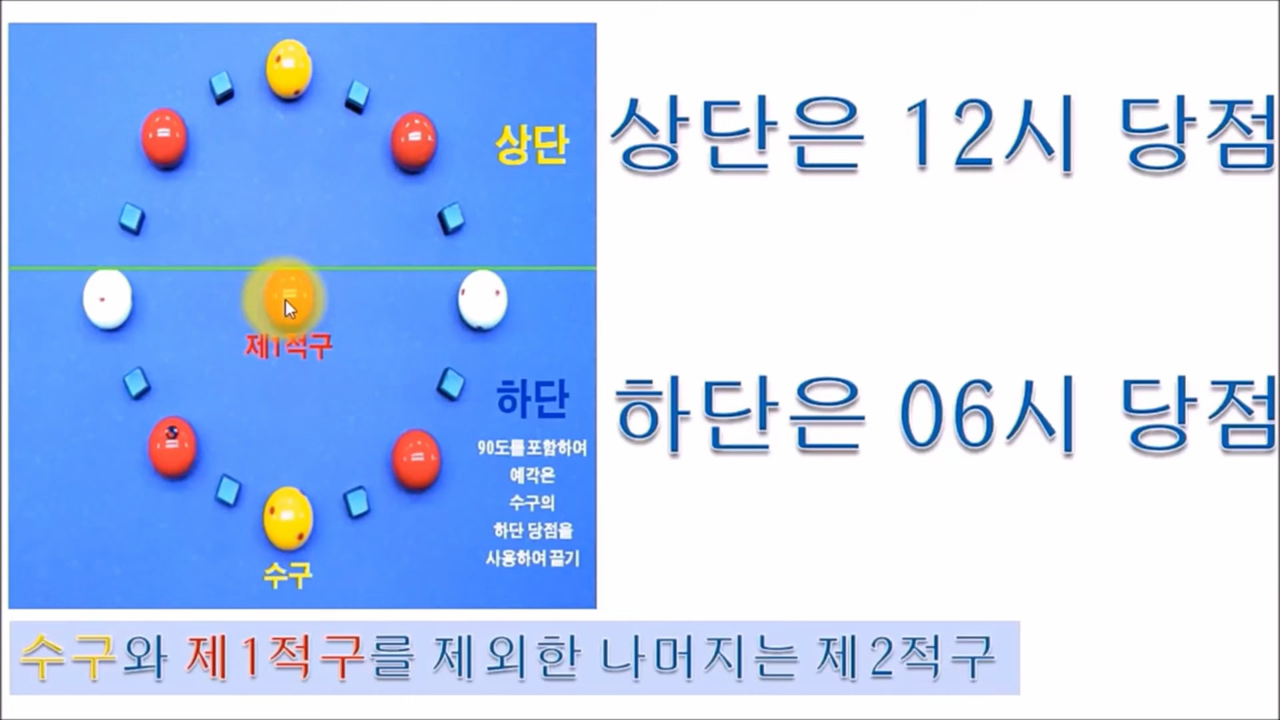 상단
상단은 12시 당점
제1적구
하단
하단은 06시 당점
90도를 포함하여
예각은
수구의
하단 당점을
사용하여 끌기
수구
수구와 제1적구를 제외한 나머지는 제2적구